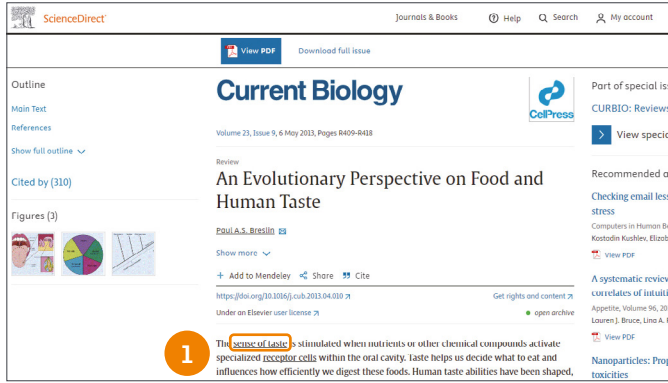 ScienceDirect
Journals & Books
Help
Search
My account
View PDF
Download full issue
Outline
Main Text
References
Show full outline
Cited by (310)
Figures (3)
Current Biology
CellPress
Volume 23, Issue 9, 6 May 2013, Pages R409-R418
Review
An Evolutionary Perspective on Food and
Human Taste
Paul A.S. Breslin
Show more
Add to Mendeley Share Cite
https://doi.org/10.1016/j.cub.2013.04.010
Get rights and content
Under an Elsevier user license
open archive
1
The sense of taste is stimulated when nutrients or other chemical compounds activate
specialized receptor cells within the oral cavity. Taste helps us decide what to eat and
influences how efficiently we digest these foods. Human taste abilities have been shaped,
Part of special is
CURBIO: Reviews
View speci
Recommended a
Checking email les
stress
Computers in Human Be
Kostadin Kushlev, Elizab
View PDF
A systematic review
correlates of intuiti
Appetite, Volume 96, 20
Lauren J. Bruce, Lina A. R
View PDF
Nanoparticles: Prop
toxicities